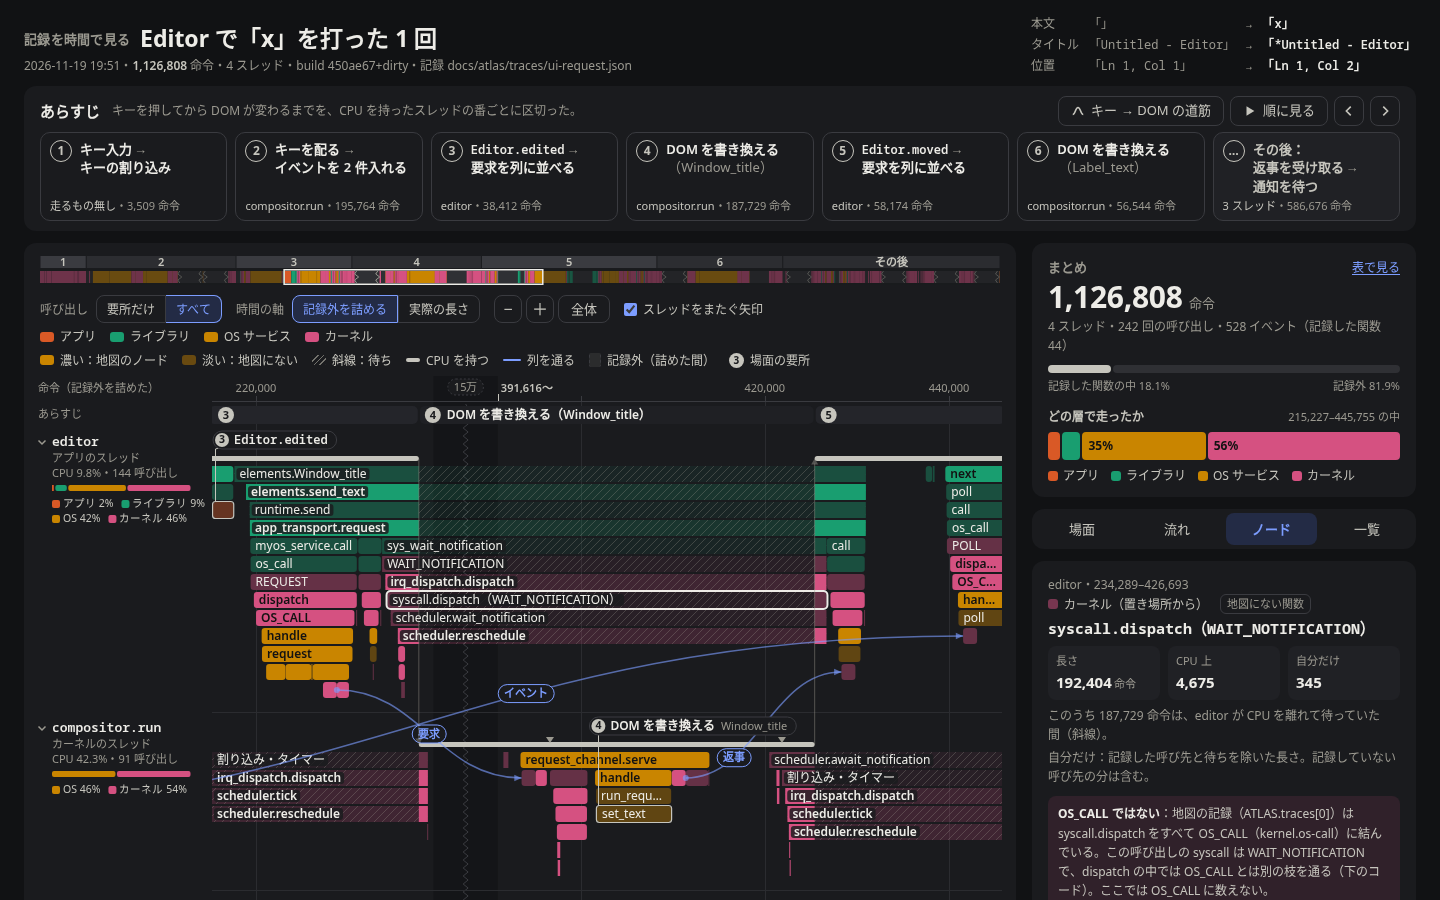 記録を時間で見る Editor で「x」を打った 1 回
2026-11-19 19:51・1,126,808 命令・4 スレッド・build 450ae67+dirty・記録 docs/atlas/traces/ui-request.json
本文 「」 → 「x」
タイトル 「Untitled - Editor」 → 「*Untitled - Editor」
位置 「Ln 1, Col 1」 → 「Ln 1, Col 2」
あらすじ キーを押してから DOM が変わるまでを、CPU を持ったスレッドの番ごとに区切った。
キー → DOM の道筋
順に見る
1 キー入力 →
キーの割り込み
走るもの無し・3,509 命令
2 キーを配る →
イベントを 2 件入れる
compositor.run・195,764 命令
3 Editor.edited →
要求を列に並べる
editor・38,412 命令
4 DOM を書き換える
（Window_title）
compositor.run・187,729 命令
5 Editor.moved →
要求を列に並べる
editor・58,174 命令
6 DOM を書き換える
（Label_text）
compositor.run・56,544 命令
… その後：
返事を受け取る →
通知を待つ
3 スレッド・586,676 命令
1 2 3 4 5 6 その後
呼び出し 要所だけ すべて 時間の軸 記録外を詰める 実際の長さ − ＋ 全体 スレッドをまたぐ矢印
アプリ ライブラリ OS サービス カーネル
濃い：地図のノード 淡い：地図にない 斜線：待ち CPU を持つ 列を通る 記録外（詰めた間） 3 場面の要所
命令（記録外を詰めた） 220,000 15万 391,616〜 420,000 440,000
あらすじ 3 4 DOM を書き換える（Window_title） 5
editor
アプリのスレッド
CPU 9.8%・144 呼び出し
アプリ 2% ライブラリ 9%
OS 42% カーネル 46%
3 Editor.edited
elements.Window_title next
elements.send_text poll
runtime.send call
app_transport.request os_call
myos_service.call sys_wait_notification call POLL
os_call WAIT_NOTIFICATION dispa…
REQUEST irq_dispatch.dispatch OS_C…
dispatch syscall.dispatch（WAIT_NOTIFICATION） han…
OS_CALL scheduler.wait_notification poll
handle scheduler.reschedule
request
イベント
要求
返事
compositor.run
カーネルのスレッド
CPU 42.3%・91 呼び出し
OS 46% カーネル 54%
4 DOM を書き換える Window_title
割り込み・タイマー request_channel.serve scheduler.await_notification
irq_dispatch.dispatch handle 割り込み・タイマー
scheduler.tick run_requ… irq_dispatch.dispatch
scheduler.reschedule set_text scheduler.tick
scheduler.reschedule
まとめ 表で見る
1,126,808 命令
4 スレッド・242 回の呼び出し・528 イベント（記録した関数
44）
記録した関数の中 18.1% 記録外 81.9%
どの層で走ったか 215,227–445,755 の中
35% 56%
アプリ ライブラリ OS サービス カーネル
場面 流れ ノード 一覧
editor・234,289–426,693
カーネル（置き場所から） 地図にない関数
syscall.dispatch（WAIT_NOTIFICATION）
長さ CPU 上 自分だけ
192,404 命令 4,675 345
このうち 187,729 命令は、editor が CPU を離れて待っていた
間（斜線）。
自分だけ：記録した呼び先と待ちを除いた長さ。記録していない
呼び先の分は含む。
OS_CALL ではない：地図の記録（ATLAS.traces[0]）は
syscall.dispatch をすべて OS_CALL（kernel.os-call）に結ん
でいる。この呼び出しの syscall は WAIT_NOTIFICATION
で、dispatch の中では OS_CALL とは別の枝を通る（下のコ
ード）。ここでは OS_CALL に数えない。